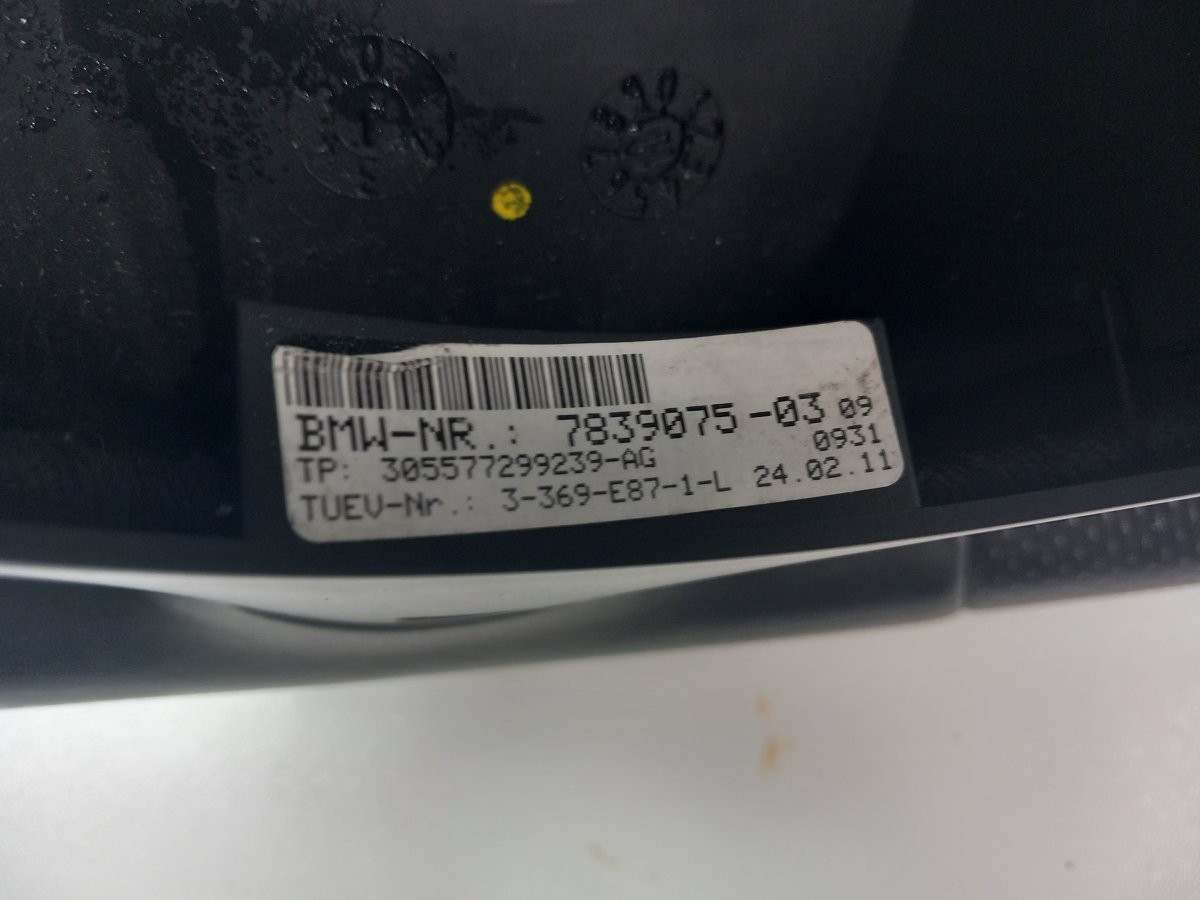 BMW-NR.: 7839075-03 09
0931
TP: 305577299239-AG
TUEV-Nr.: 3-369-E87-1-L 24.02.11